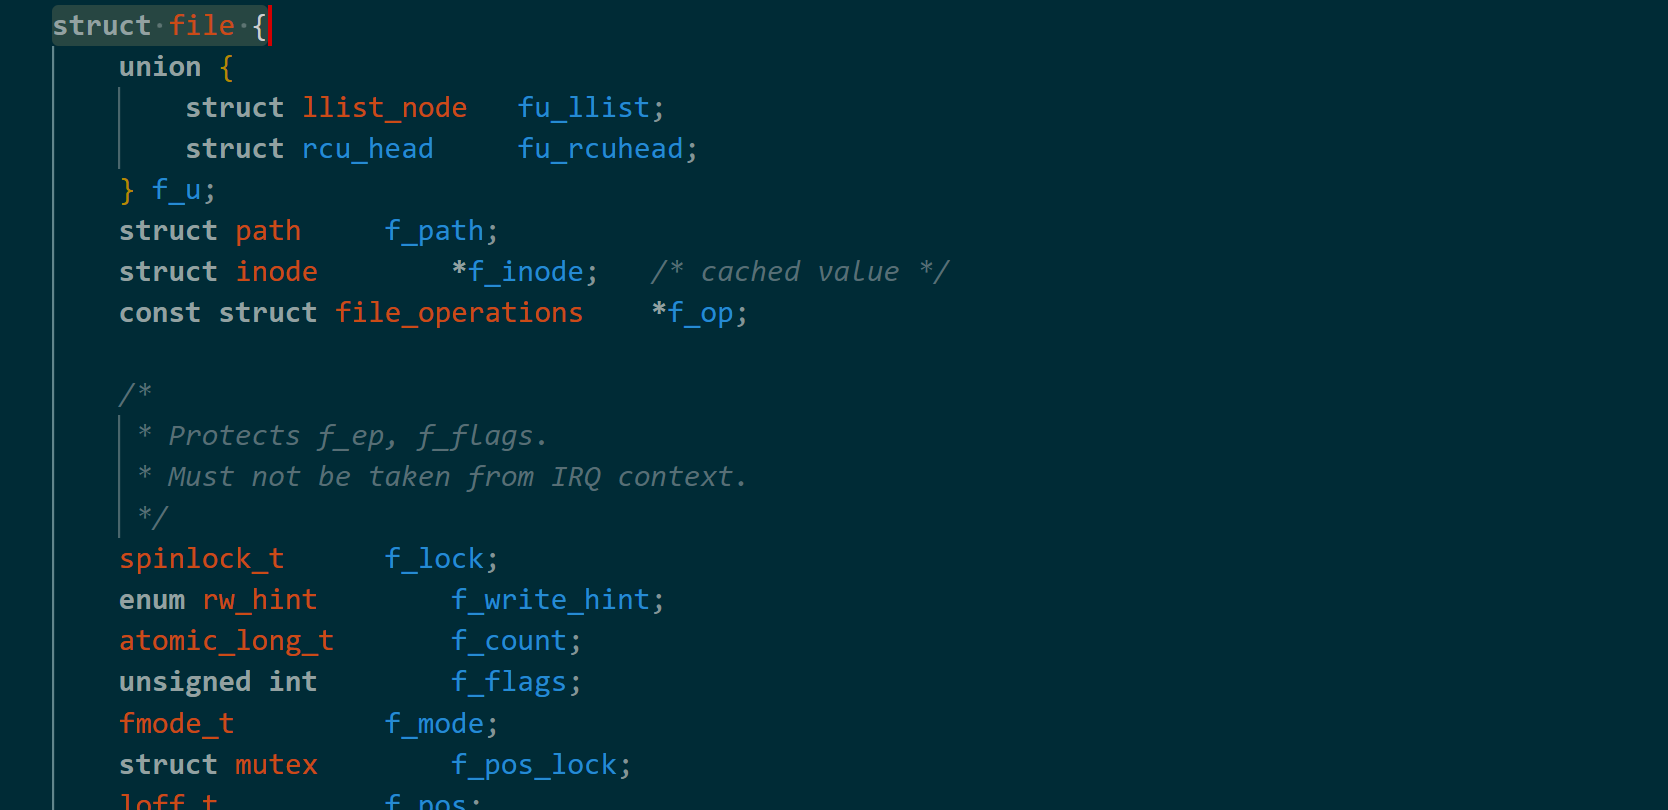 struct file {
union {
struct llist_node fu_llist;
struct rcu_head fu_rcuhead;
} f_u;
struct path f_path;
struct inode *f_inode; /* cached value */
const struct file_operations *f_op;
/*
* Protects f_ep, f_flags.
* Must not be taken from IRQ context.
*/
spinlock_t f_lock;
enum rw_hint f_write_hint;
atomic_long_t f_count;
unsigned int f_flags;
fmode_t f_mode;
struct mutex f_pos_lock;
loff_t f_pos;